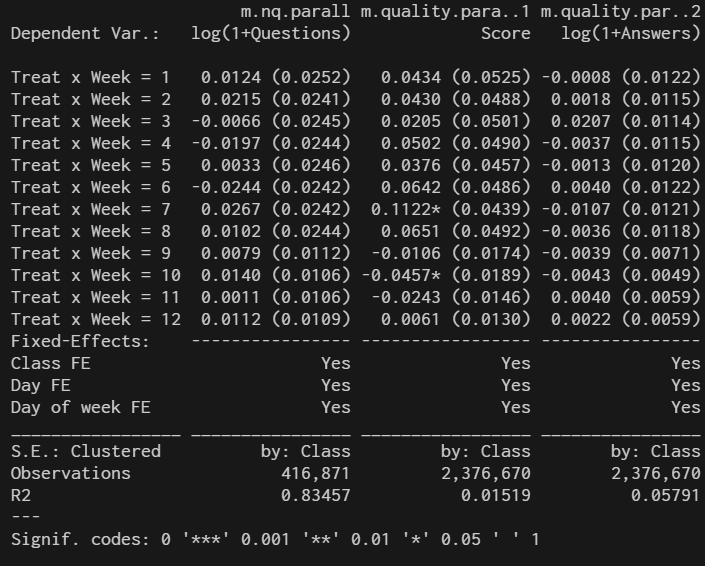 m.nq.parall m.quality.para..1 m.quality.par..2
Dependent Var.:   log(1+Questions)             Score   log(1+Answers)

Treat x Week = 1   0.0124 (0.0252)   0.0434 (0.0525) -0.0008 (0.0122)
Treat x Week = 2   0.0215 (0.0241)   0.0430 (0.0488)  0.0018 (0.0115)
Treat x Week = 3  -0.0066 (0.0245)   0.0205 (0.0501)  0.0207 (0.0114)
Treat x Week = 4  -0.0197 (0.0244)   0.0502 (0.0490) -0.0037 (0.0115)
Treat x Week = 5   0.0033 (0.0246)   0.0376 (0.0457) -0.0013 (0.0120)
Treat x Week = 6  -0.0244 (0.0242)   0.0642 (0.0486)  0.0040 (0.0122)
Treat x Week = 7   0.0267 (0.0242)  0.1122* (0.0439) -0.0107 (0.0121)
Treat x Week = 8   0.0102 (0.0244)   0.0651 (0.0492) -0.0036 (0.0118)
Treat x Week = 9   0.0079 (0.0112)  -0.0106 (0.0174) -0.0039 (0.0071)
Treat x Week = 10  0.0140 (0.0106) -0.0457* (0.0189) -0.0043 (0.0049)
Treat x Week = 11  0.0011 (0.0106)  -0.0243 (0.0146)  0.0040 (0.0059)
Treat x Week = 12  0.0112 (0.0109)   0.0061 (0.0130)  0.0022 (0.0059)
Fixed-Effects:    ---------------- ---------------- ----------------
Class FE                       Yes               Yes              Yes
Day FE                         Yes               Yes              Yes
Day of week FE                 Yes               Yes              Yes
_________________ ________________ ________________ ________________
S.E.: Clustered          by: Class         by: Class        by: Class
Observations               416,871         2,376,670        2,376,670
R2                         0.83457           0.01519          0.05791
---
Signif. codes: 0 '***' 0.001 '**' 0.01 '*' 0.05 ' ' 1